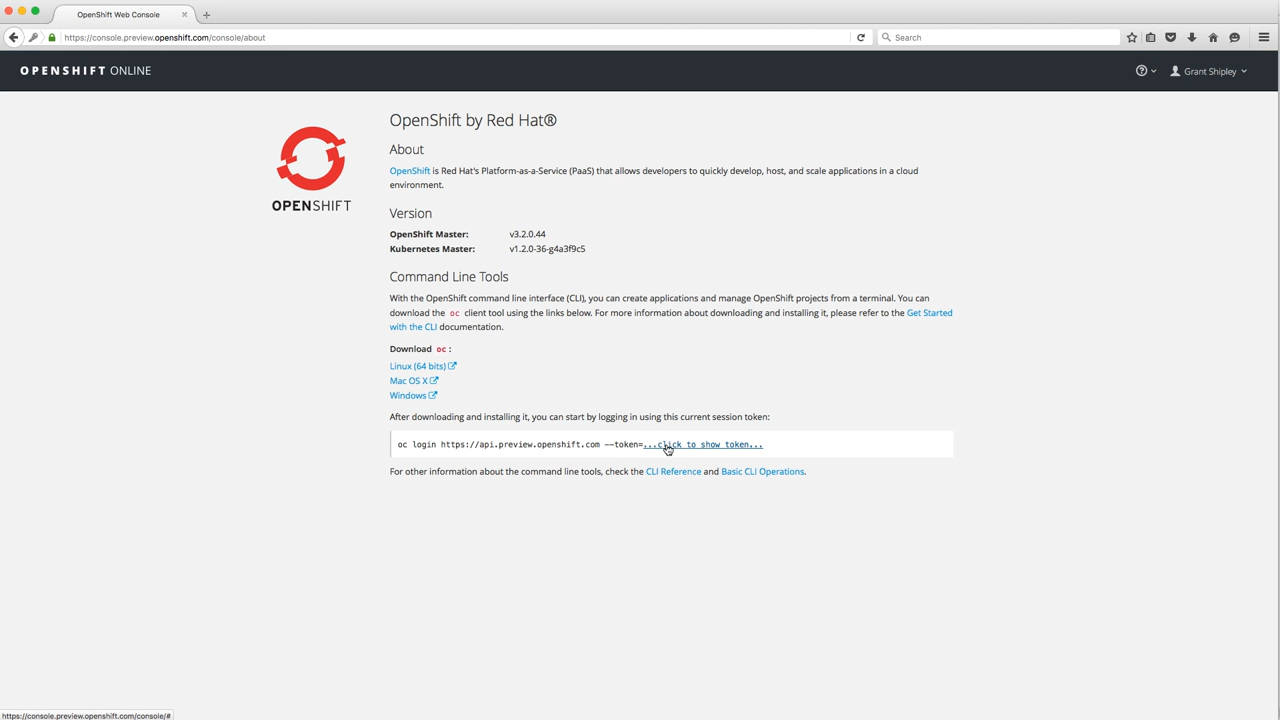 OpenShift Web Console
https://console.preview.openshift.com/console/about
Search
OPENSHIFT ONLINE
Grant Shipley
OPENSHIFT
OpenShift by Red Hat®
About
OpenShift is Red Hat's Platform-as-a-Service (PaaS) that allows developers to quickly develop, host, and scale applications in a cloud
environment.
Version
OpenShift Master: v3.2.0.44
Kubernetes Master: v1.2.0-36-g4a3f9c5
Command Line Tools
With the OpenShift command line interface (CLI), you can create applications and manage OpenShift projects from a terminal. You can
download the oc client tool using the links below. For more information about downloading and installing it, please refer to the Get Started
with the CLI documentation.
Download oc :
Linux (64 bits)
Mac OS X
Windows
After downloading and installing it, you can start by logging in using this current session token:
oc login https://api.preview.openshift.com --token=...click to show token...
For other information about the command line tools, check the CLI Reference and Basic CLI Operations.
https://console.preview.openshift.com/console/#